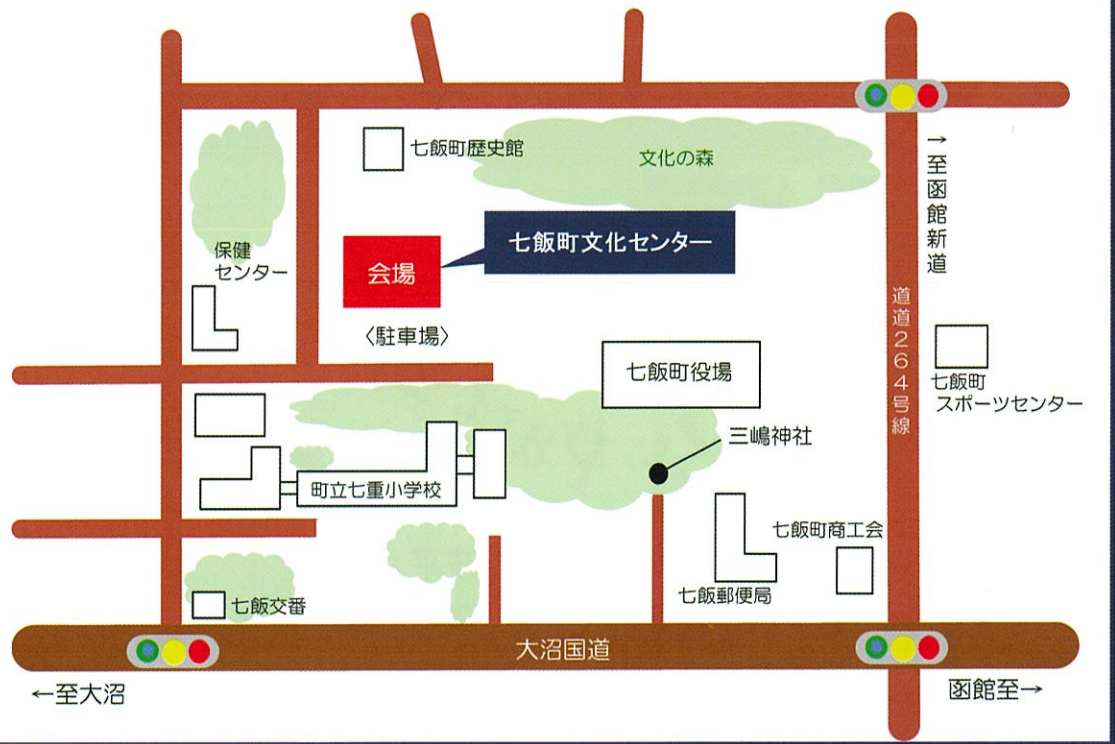 七飯町歴史館
文化の森
→至函館新道
保健
センター
七飯町文化センター
会場
〈駐車場〉
道道264号線
七飯町役場
七飯町
スポーツセンター
三嶋神社
町立七重小学校
七飯町商工会
七飯郵便局
七飯交番
大沼国道
←至大沼
函館至→